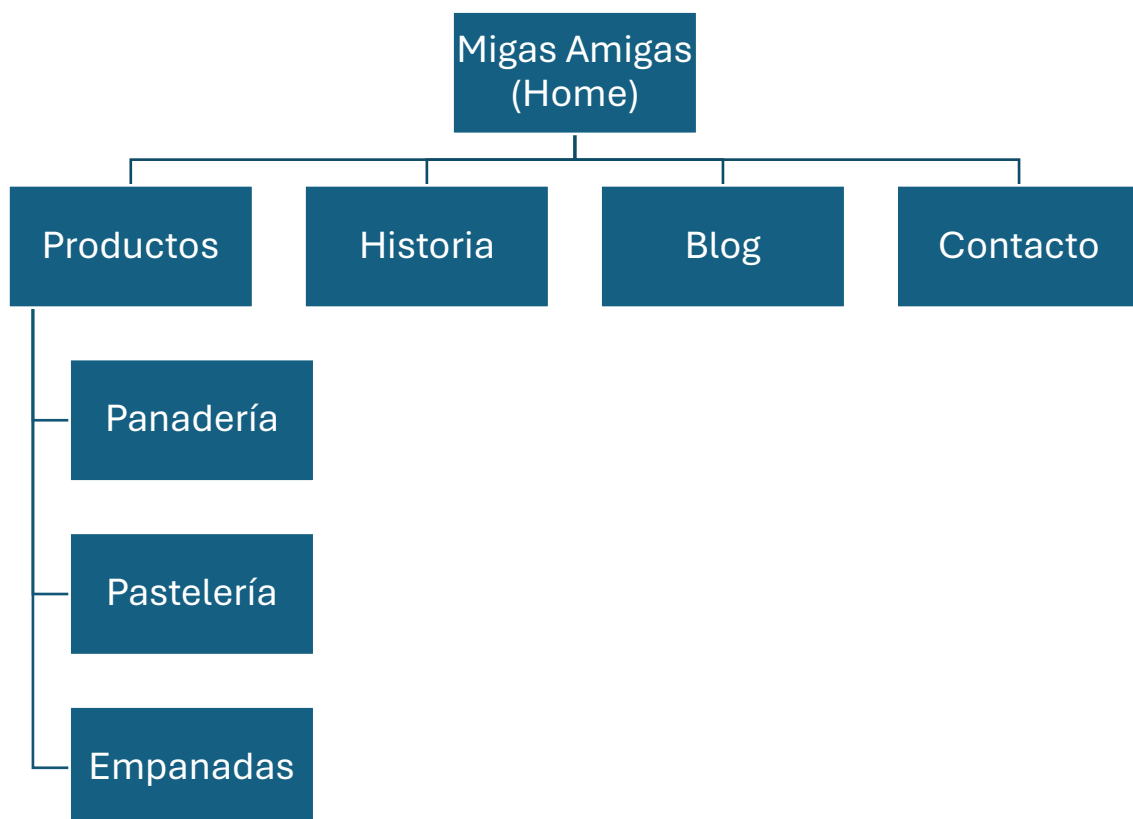 Migas Amigas
(Home)
Productos
Historia
Blog
Contacto
Panadería
Pastelería
Empanadas